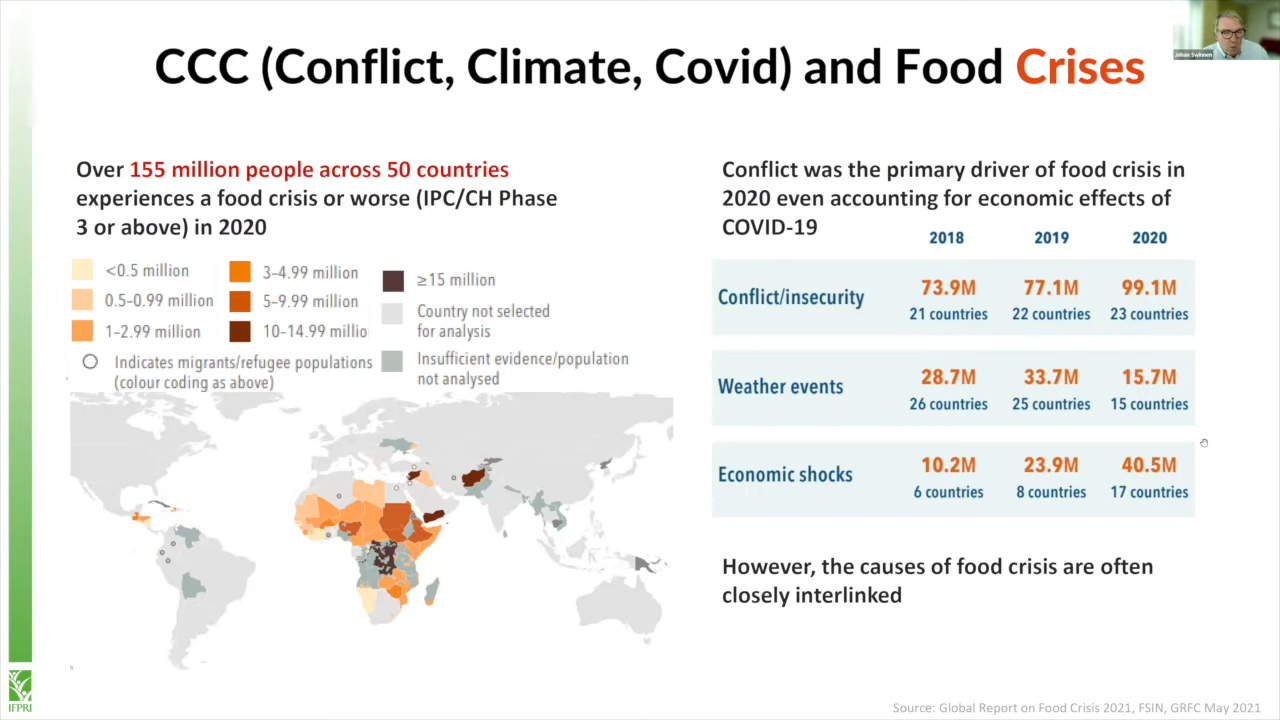 CCC (Conflict, Climate, Covid) and Food Crises
Johan Swinnen
Over 155 million people across 50 countries
experiences a food crisis or worse (IPC/CH Phase
3 or above) in 2020
<0.5 million
0.5–0.99 million
1–2.99 million
3–4.99 million
5–9.99 million
10–14.99 millio
≥15 million
Country not selected
for analysis
Insufficient evidence/population
not analysed
Indicates migrants/refugee populations
(colour coding as above)
Conflict was the primary driver of food crisis in
2020 even accounting for economic effects of
COVID-19
2018 2019 2020
Conflict/insecurity 73.9M 77.1M 99.1M
21 countries 22 countries 23 countries
Weather events 28.7M 33.7M 15.7M
26 countries 25 countries 15 countries
Economic shocks 10.2M 23.9M 40.5M
6 countries 8 countries 17 countries
However, the causes of food crisis are often
closely interlinked
IFPRI
Source: Global Report on Food Crisis 2021, FSIN, GRFC May 2021